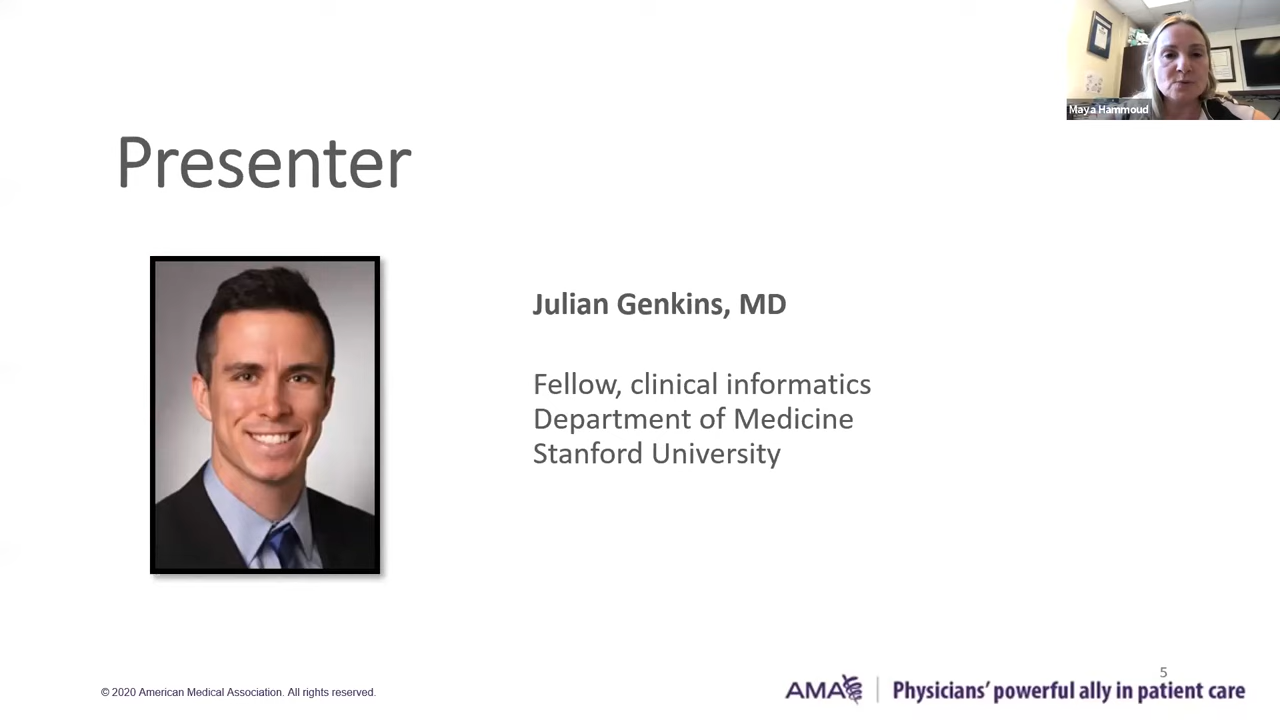 Maya Hammoud
Presenter
Julian Genkins, MD
Fellow, clinical informatics
Department of Medicine
Stanford University
5
© 2020 American Medical Association. All rights reserved.
AMA
Physicians’ powerful ally in patient care